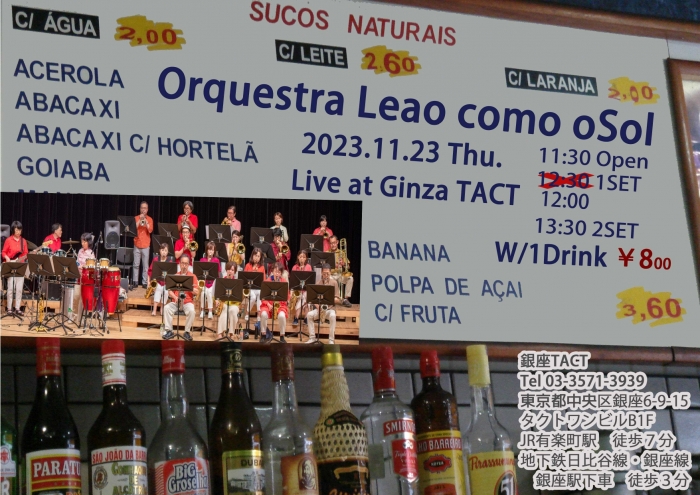 SUCOS NATURAIS
C/ ÁGUA 2,00
C/ LEITE 2,60
C/ LARANJA 2,00
ACEROLA
ABACAXI
ABACAXI C/ HORTELÃ
GOIABA
Orquestra Leao como oSol
2023.11.23 Thu.
Live at Ginza TACT
11:30 Open
12:30 1SET
12:00
13:30 2SET
W/1Drink ¥800
BANANA
POLPA DE AÇAI
C/ FRUTA 3,60
銀座TACT
Tel 03-3571-3939
東京都中央区銀座6-9-15
タクトワンビルB1F
JR有楽町駅 徒歩7分
地下鉄日比谷線・銀座線
銀座駅下車 徒歩3分
PARATU
SÃO JOÃO DA BARRA
BIG
Groselha
SMIRNOFF